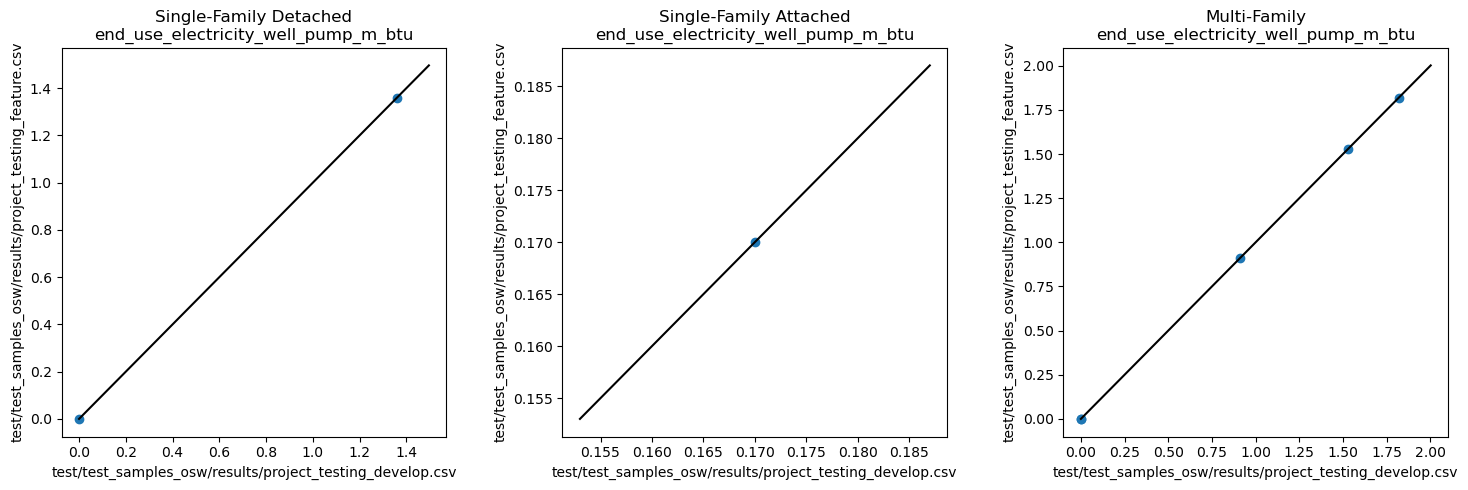 Single-Family Detached
end_use_electricity_well_pump_m_btu
test/test_samples_osw/results/project_testing_feature.csv
1.4
1.2
1.0
0.8
0.6
0.4
0.2
0.0
0.0 0.2 0.4 0.6 0.8 1.0 1.2 1.4
test/test_samples_osw/results/project_testing_develop.csv
Single-Family Attached
end_use_electricity_well_pump_m_btu
test/test_samples_osw/results/project_testing_feature.csv
0.185
0.180
0.175
0.170
0.165
0.160
0.155
0.155 0.160 0.165 0.170 0.175 0.180 0.185
test/test_samples_osw/results/project_testing_develop.csv
Multi-Family
end_use_electricity_well_pump_m_btu
test/test_samples_osw/results/project_testing_feature.csv
2.00
1.75
1.50
1.25
1.00
0.75
0.50
0.25
0.00
0.00 0.25 0.50 0.75 1.00 1.25 1.50 1.75 2.00
test/test_samples_osw/results/project_testing_develop.csv